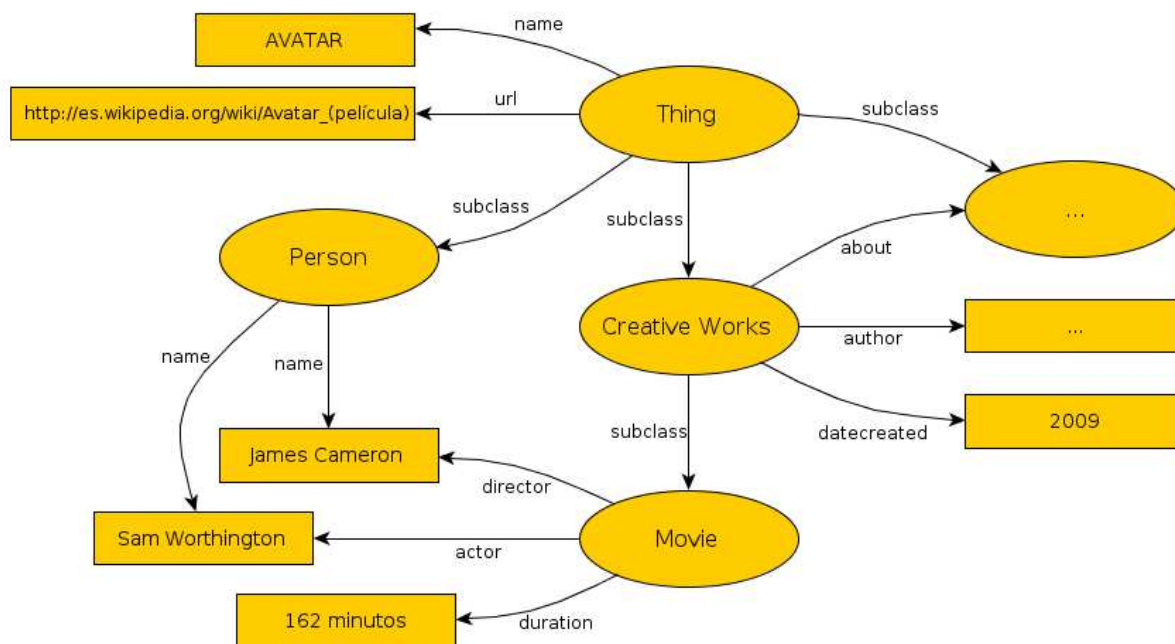 name
AVATAR
url
http://es.wikipedia.org/wiki/Avatar_(película)
Thing
subclass
subclass
subclass
...
Person
about
Creative Works
author
...
name
name
datecreated
2009
subclass
James Cameron
director
Sam Worthington
actor
Movie
162 minutos
duration